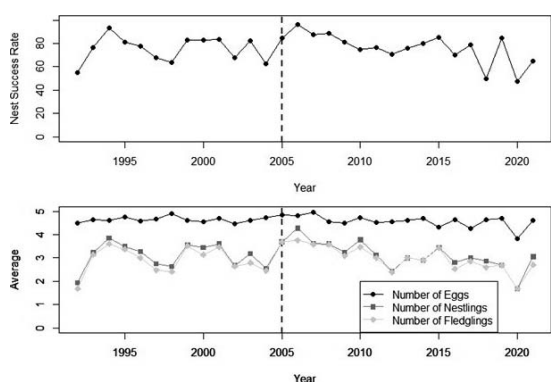 Nest Success Rate
80
60
40
20
0
1995 2000 2005 2010 2015 2020
Year
Average
5
4
3
2
1
0
Number of Eggs
Number of Nestlings
Number of Fledglings
1995 2000 2005 2010 2015 2020
Year